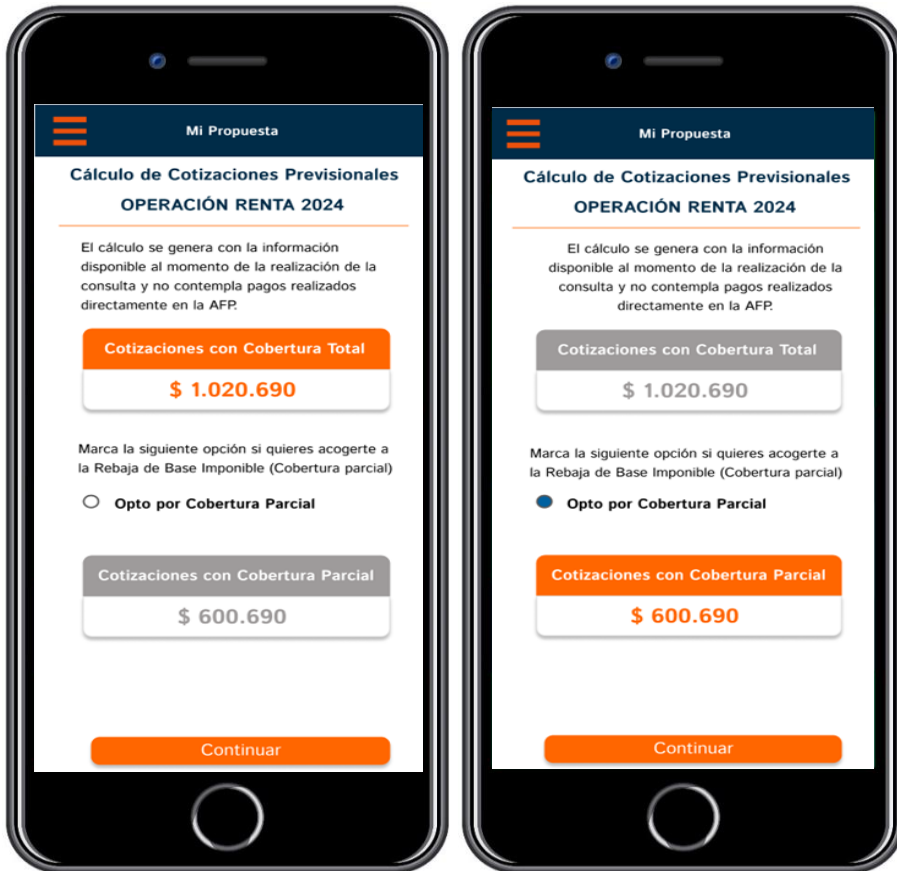 Mi Propuesta
Cálculo de Cotizaciones Previsionales
OPERACIÓN RENTA 2024
El cálculo se genera con la información
disponible al momento de la realización de la
consulta y no contempla pagos realizados
directamente en la AFP.
Cotizaciones con Cobertura Total
$ 1.020.690
Marca la siguiente opción si quieres acogerte a
la Rebaja de Base Imponible (Cobertura parcial)
Opto por Cobertura Parcial
Cotizaciones con Cobertura Parcial
$ 600.690
Continuar
Mi Propuesta
Cálculo de Cotizaciones Previsionales
OPERACIÓN RENTA 2024
El cálculo se genera con la información
disponible al momento de la realización de la
consulta y no contempla pagos realizados
directamente en la AFP.
Cotizaciones con Cobertura Total
$ 1.020.690
Marca la siguiente opción si quieres acogerte a
la Rebaja de Base Imponible (Cobertura parcial)
Opto por Cobertura Parcial
Cotizaciones con Cobertura Parcial
$ 600.690
Continuar